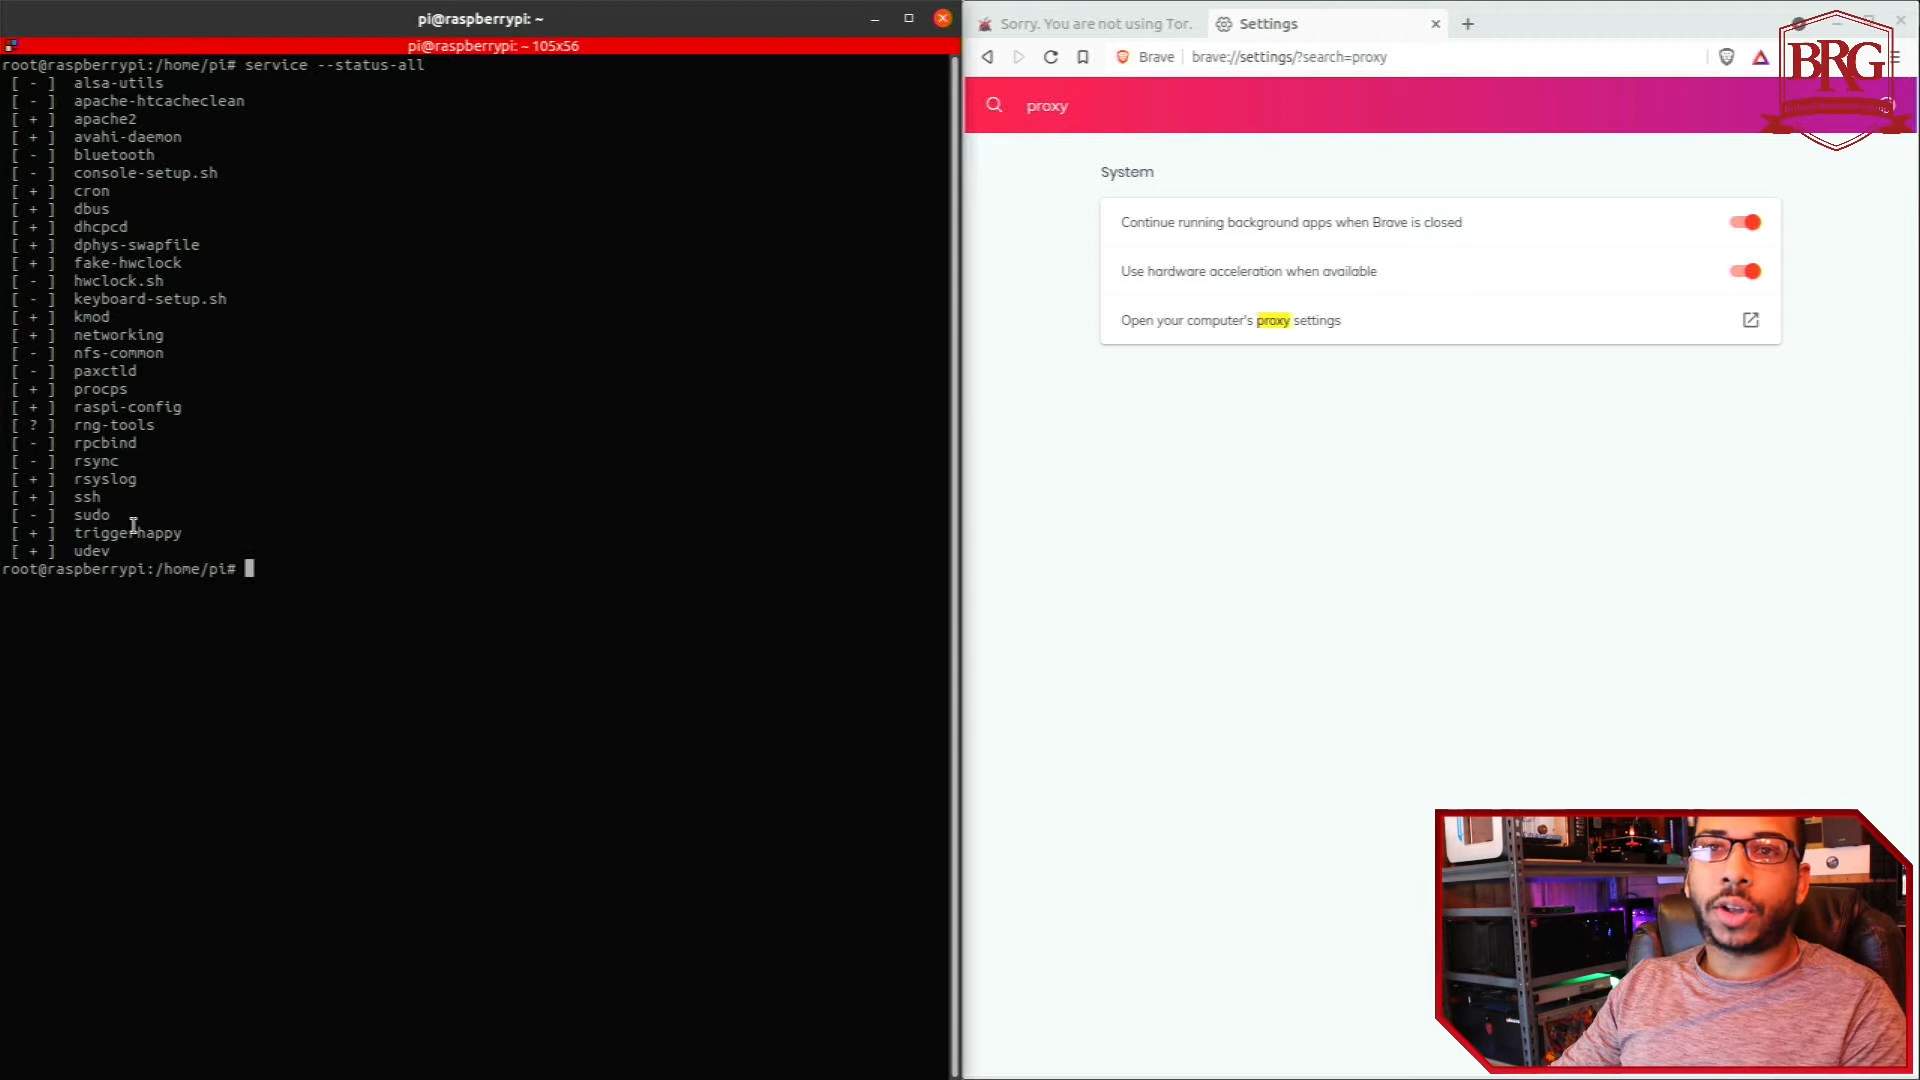 pi@raspberrypi: ~
pi@raspberrypi: ~ 105x56
root@raspberrypi:/home/pi# service --status-all
[ - ] alsa-utils
[ - ] apache-htcacheclean
[ + ] apache2
[ + ] avahi-daemon
[ - ] bluetooth
[ - ] console-setup.sh
[ + ] cron
[ + ] dbus
[ + ] dhcpcd
[ + ] dphys-swapfile
[ + ] fake-hwclock
[ - ] hwclock.sh
[ - ] keyboard-setup.sh
[ + ] kmod
[ + ] networking
[ - ] nfs-common
[ - ] paxctld
[ + ] procps
[ + ] raspi-config
[ ? ] rng-tools
[ - ] rpcbind
[ - ] rsync
[ + ] rsyslog
[ + ] ssh
[ - ] sudo
[ + ] triggerhappy
[ + ] udev
root@raspberrypi:/home/pi#
Sorry. You are not using Tor.
Settings
Brave
brave://settings/?search=proxy
BRG
proxy
System
Continue running background apps when Brave is closed
Use hardware acceleration when available
Open your computer's proxy settings